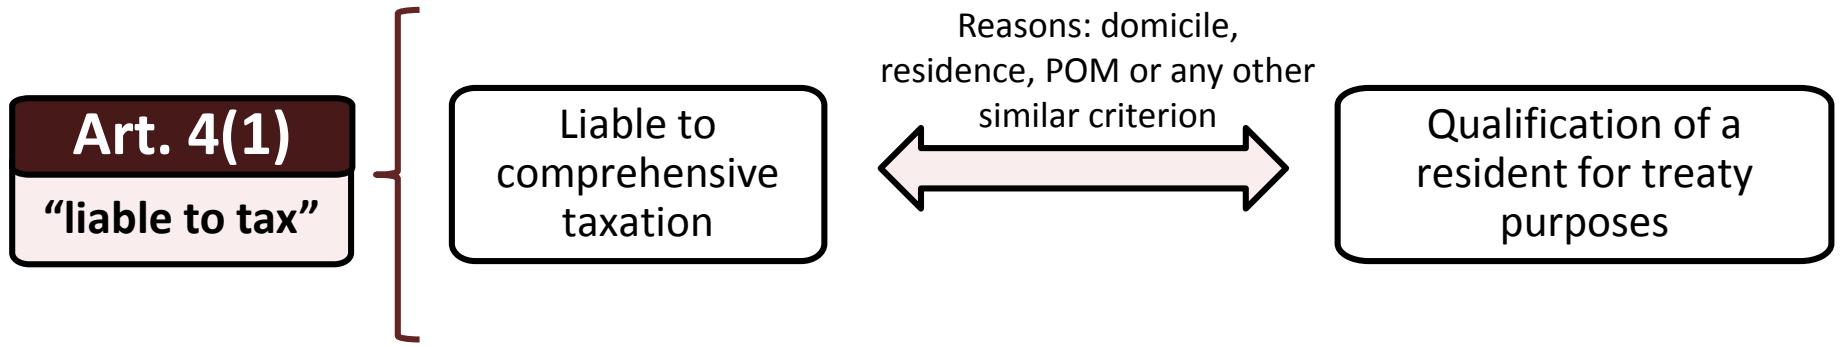 Art. 4(1)
“liable to tax”
Liable to
comprehensive
taxation
Reasons: domicile,
residence, POM or any other
similar criterion
Qualification of a
resident for treaty
purposes